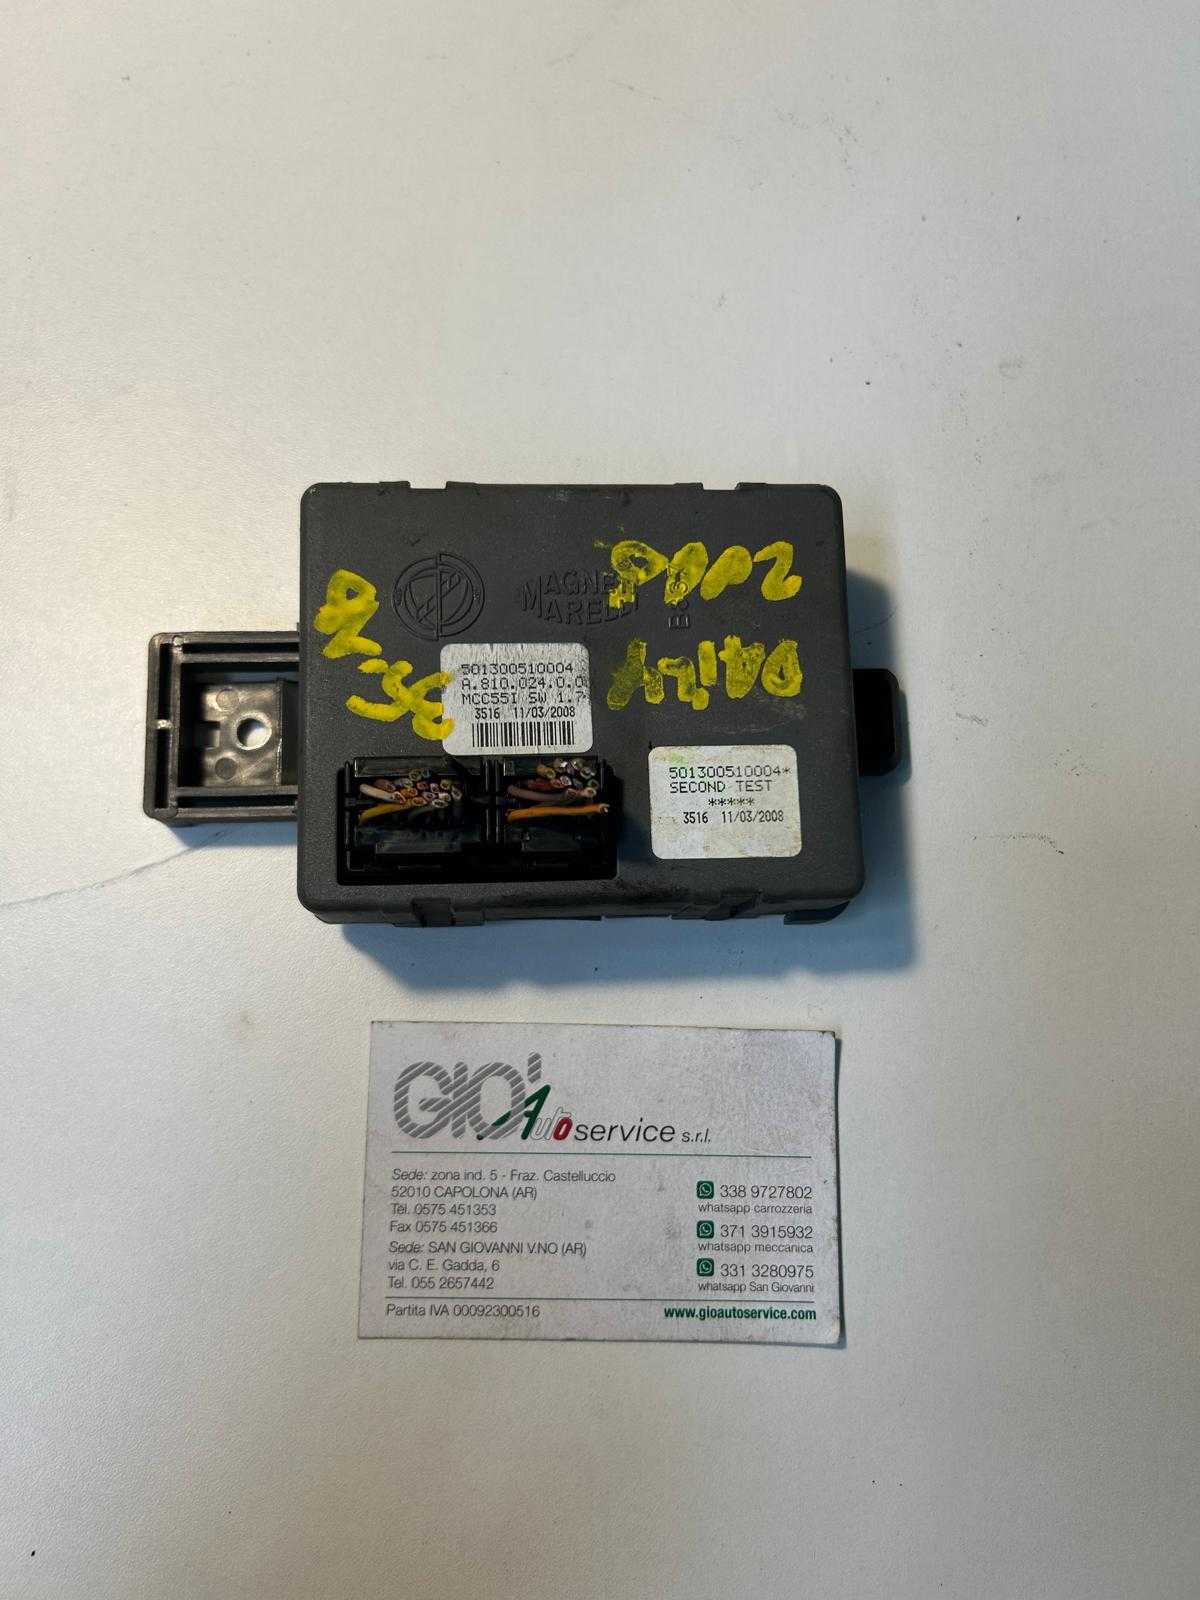 MAGNETI
MARELLI
2008
DAILY
501300510004
A.810.024.0.0
MCC55I SW 1.7
3516 11/03/2008
501300510004*
SECOND TEST
*****
3516 11/03/2008
GIO' Auto service s.r.l.
Sede: zona ind. 5 - Fraz. Castelluccio
52010 CAPOLONA (AR)
Tel. 0575 451353
Fax 0575 451366
Sede: SAN GIOVANNI V.NO (AR)
via C. E. Gadda, 6
Tel. 055 2657442
338 9727802
whatsapp carrozzeria
371 3915932
whatsapp meccanica
331 3280975
whatsapp San Giovanni
Partita IVA 00092300516
www.gioautoservice.com